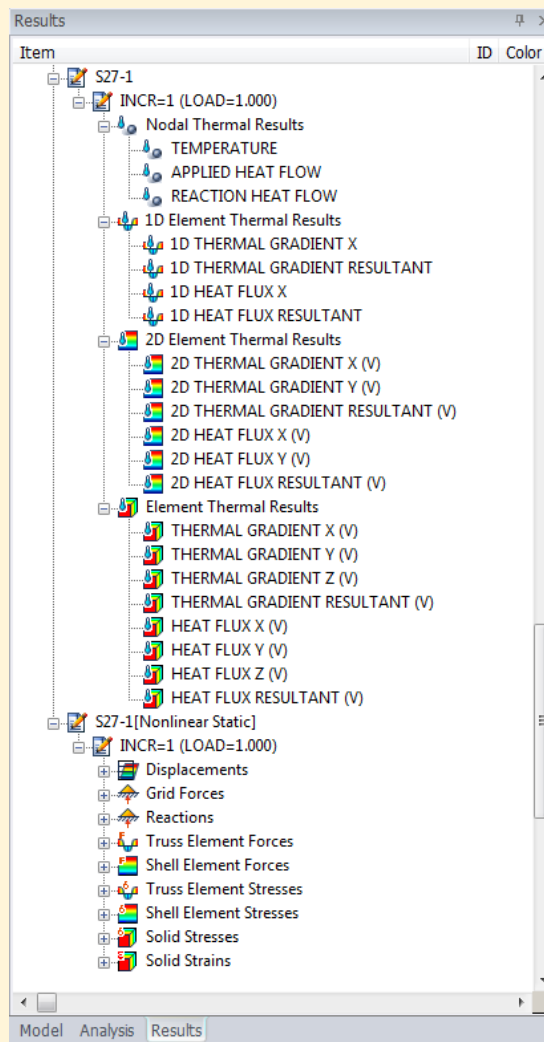 Results
Item ID Color
S27-1
INCR=1 (LOAD=1.000)
Nodal Thermal Results
TEMPERATURE
APPLIED HEAT FLOW
REACTION HEAT FLOW
1D Element Thermal Results
1D THERMAL GRADIENT X
1D THERMAL GRADIENT RESULTANT
1D HEAT FLUX X
1D HEAT FLUX RESULTANT
2D Element Thermal Results
2D THERMAL GRADIENT X (V)
2D THERMAL GRADIENT Y (V)
2D THERMAL GRADIENT RESULTANT (V)
2D HEAT FLUX X (V)
2D HEAT FLUX Y (V)
2D HEAT FLUX RESULTANT (V)
Element Thermal Results
THERMAL GRADIENT X (V)
THERMAL GRADIENT Y (V)
THERMAL GRADIENT Z (V)
THERMAL GRADIENT RESULTANT (V)
HEAT FLUX X (V)
HEAT FLUX Y (V)
HEAT FLUX Z (V)
HEAT FLUX RESULTANT (V)
S27-1[Nonlinear Static]
INCR=1 (LOAD=1.000)
Displacements
Grid Forces
Reactions
Truss Element Forces
Shell Element Forces
Truss Element Stresses
Shell Element Stresses
Solid Stresses
Solid Strains
Model Analysis Results